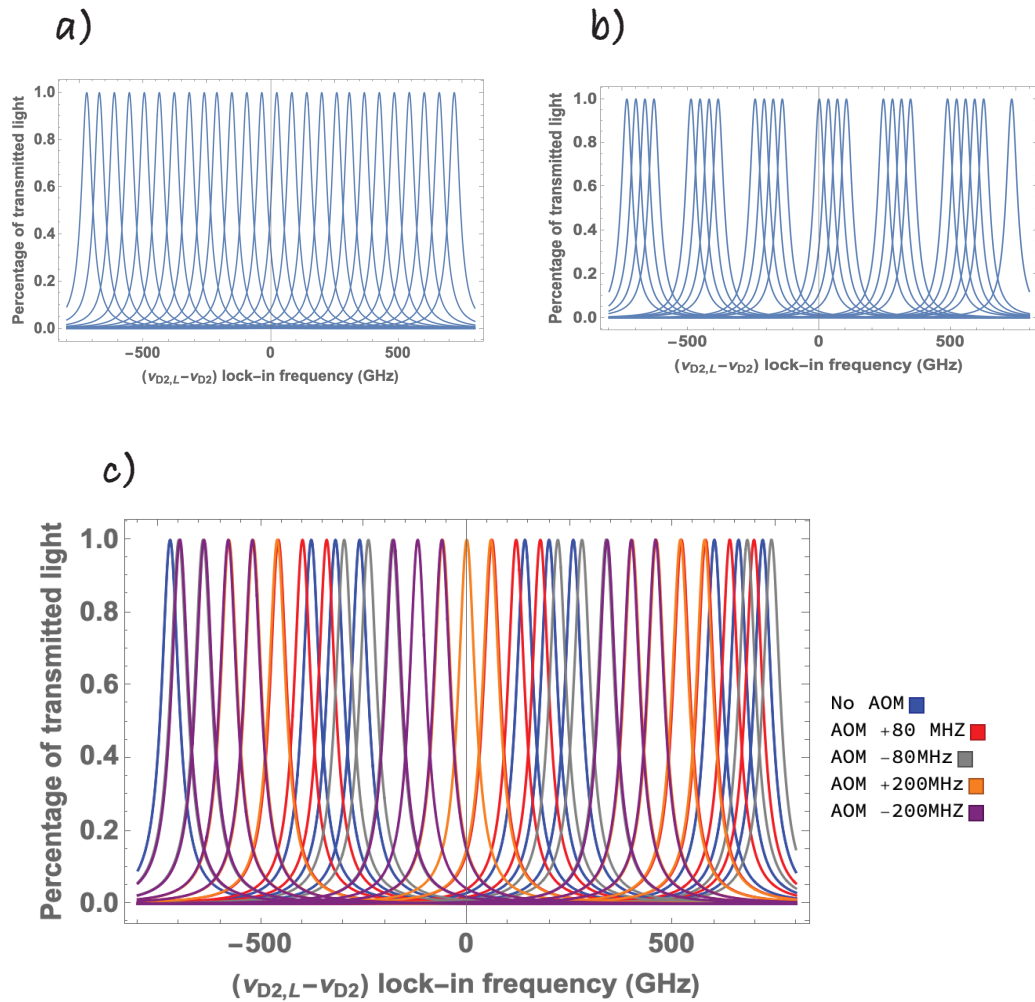 a)
b)
Percentage of transmitted light
1.0
0.8
0.6
0.4
0.2
0.0
−500
0
500
(νD2,L−νD2) lock−in frequency (GHz)
Percentage of transmitted light
1.0
0.8
0.6
0.4
0.2
0.0
−500
0
500
(νD2,L−νD2) lock−in frequency (GHz)
c)
Percentage of transmitted light
1.0
0.8
0.6
0.4
0.2
0.0
−500
0
500
(νD2,L−νD2) lock−in frequency (GHz)
No AOM
AOM +80 MHZ
AOM −80MHz
AOM +200MHz
AOM −200MHZ